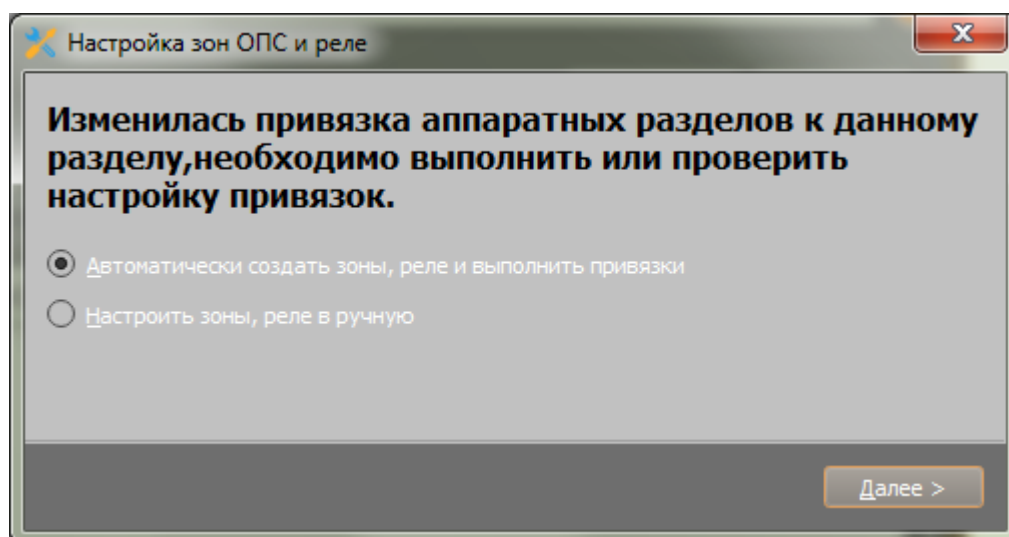 Настройка зон ОПС и реле
Изменилась привязка аппаратных разделов к данному
разделу,необходимо выполнить или проверить
настройку привязок.
Автоматически создать зоны, реле и выполнить привязки
Настроить зоны, реле в ручную
Далее >